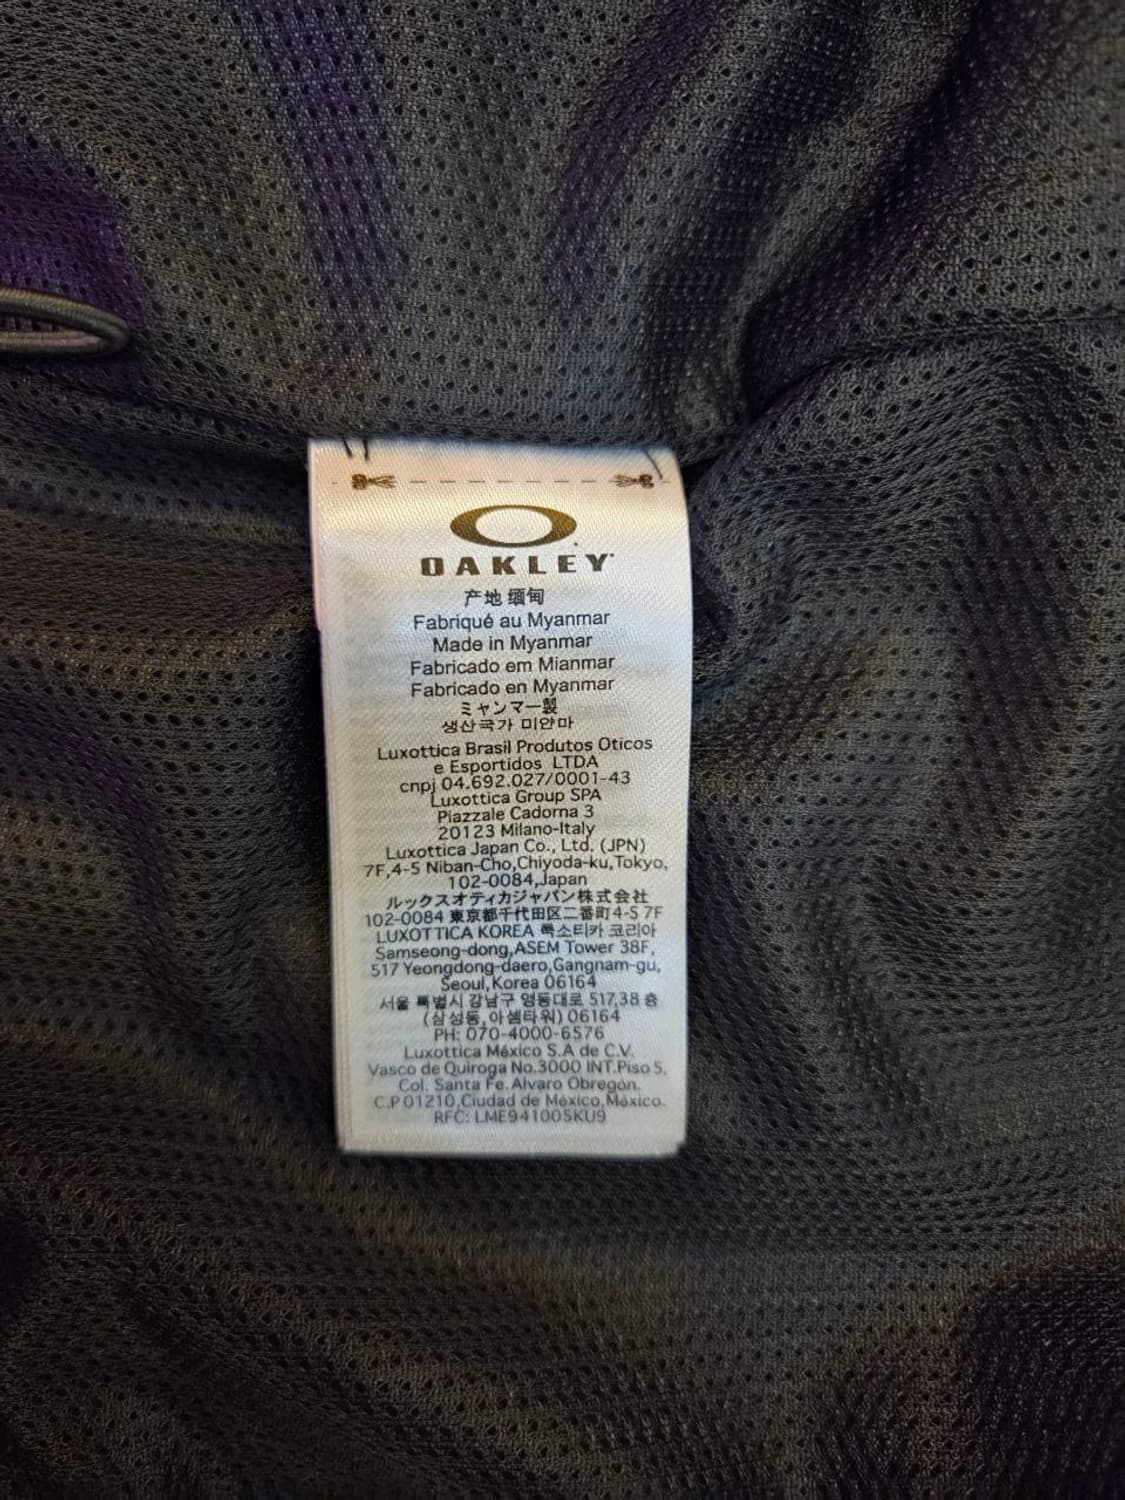 OAKLEY
产地 缅甸
Fabriqué au Myanmar
Made in Myanmar
Fabricado em Mianmar
Fabricado en Myanmar
ミャンマー製
생산국가 미얀마
Luxottica Brasil Produtos Oticos
e Esportidos LTDA
cnpj 04.692.027/0001-43
Luxottica Group SPA
Piazzale Cadorna 3
20123 Milano-Italy
Luxottica Japan Co., Ltd. (JPN)
7F,4-5 Niban-Cho,Chiyoda-ku,Tokyo,
102-0084,Japan
ルックスオティカジャパン株式会社
102-0084 東京都千代田区二番町4-5 7F
LUXOTTICA KOREA 룩소티카 코리아
Samseong-dong,ASEM Tower 38F,
517 Yeongdong-daero,Gangnam-gu,
Seoul,Korea 06164
서울 특별시 강남구 영동대로 517,38 층
(삼성동,아셈타워) 06164
PH: 070-4000-6576
Luxottica México S.A de C.V.
Vasco de Quiroga No.3000 INT.Piso 5,
Col. Santa Fe. Alvaro Obregón.
C.P 01210,Ciudad de México,México.
RFC: LME941005KU9